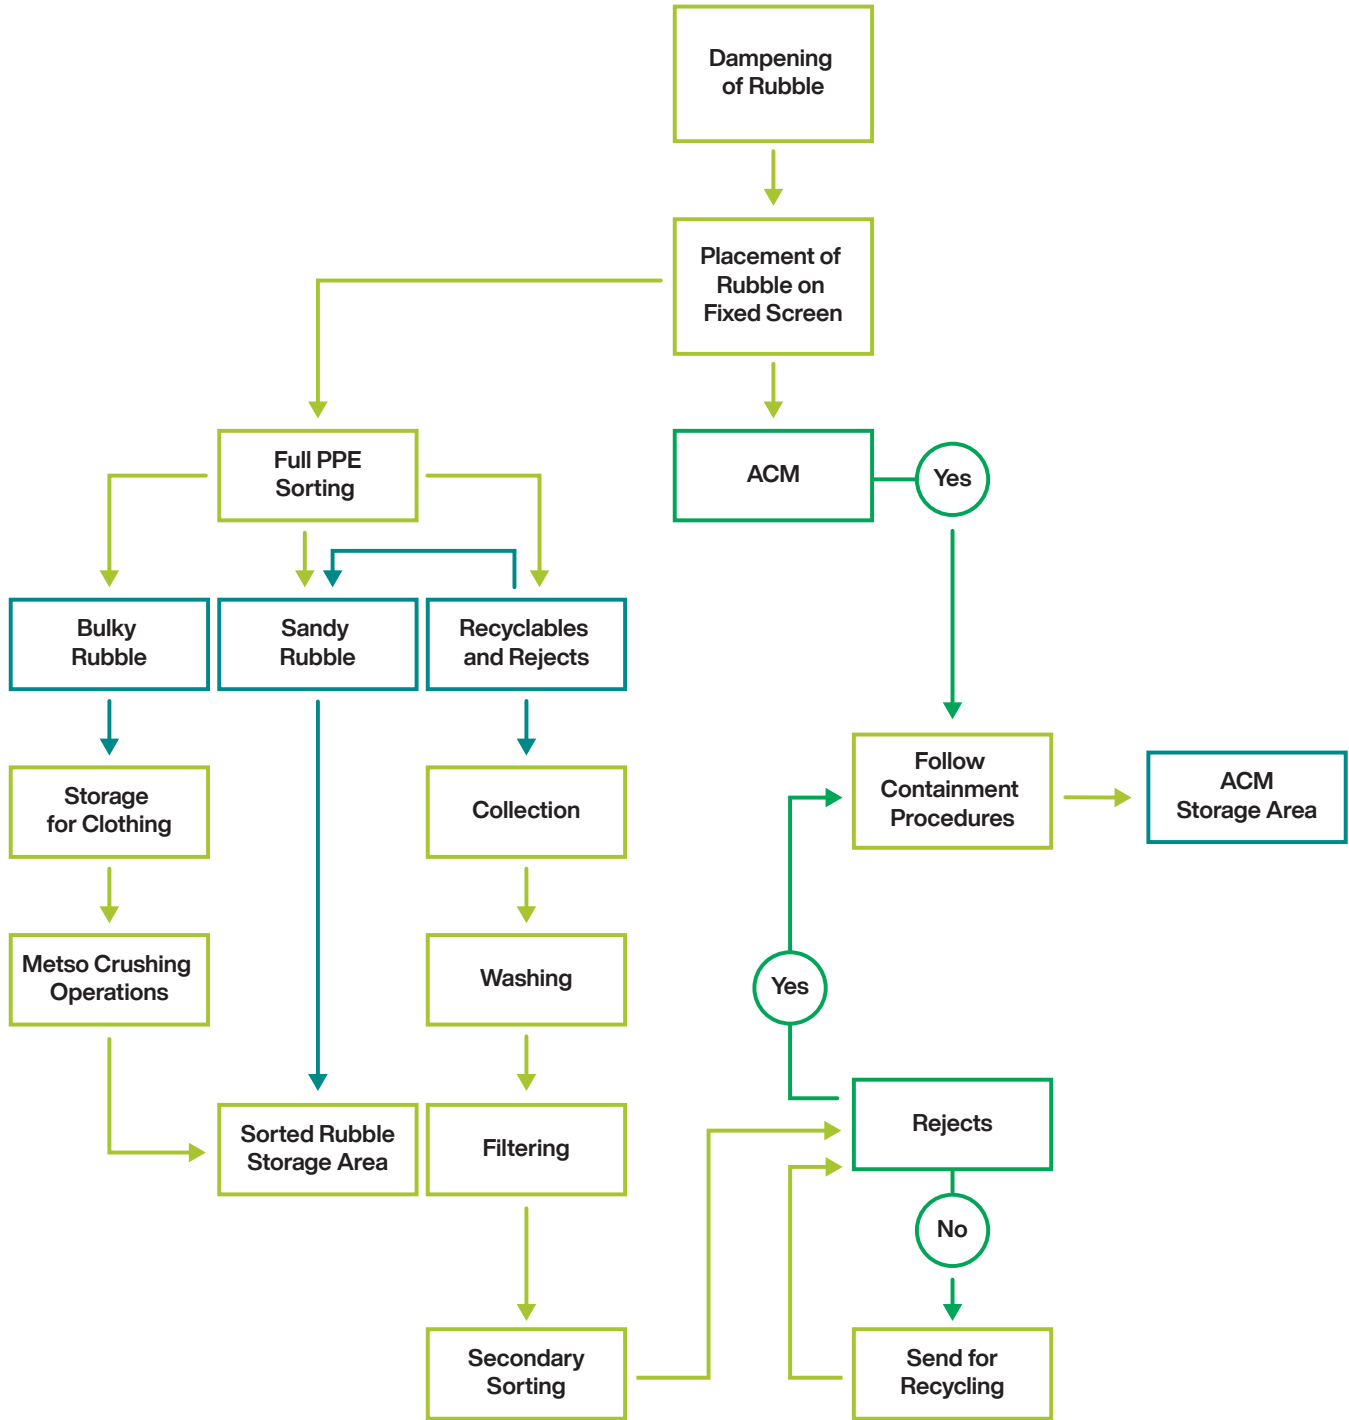 Dampening
of Rubble
Placement of
Rubble on
Fixed Screen
Full PPE
Sorting
ACM
Yes
Bulky
Rubble
Sandy
Rubble
Recyclables
and Rejects
Storage
for Clothing
Collection
Follow
Containment
Procedures
ACM
Storage Area
Metso Crushing
Operations
Washing
Yes
Sorted Rubble
Storage Area
Filtering
Rejects
No
Secondary
Sorting
Send for
Recycling